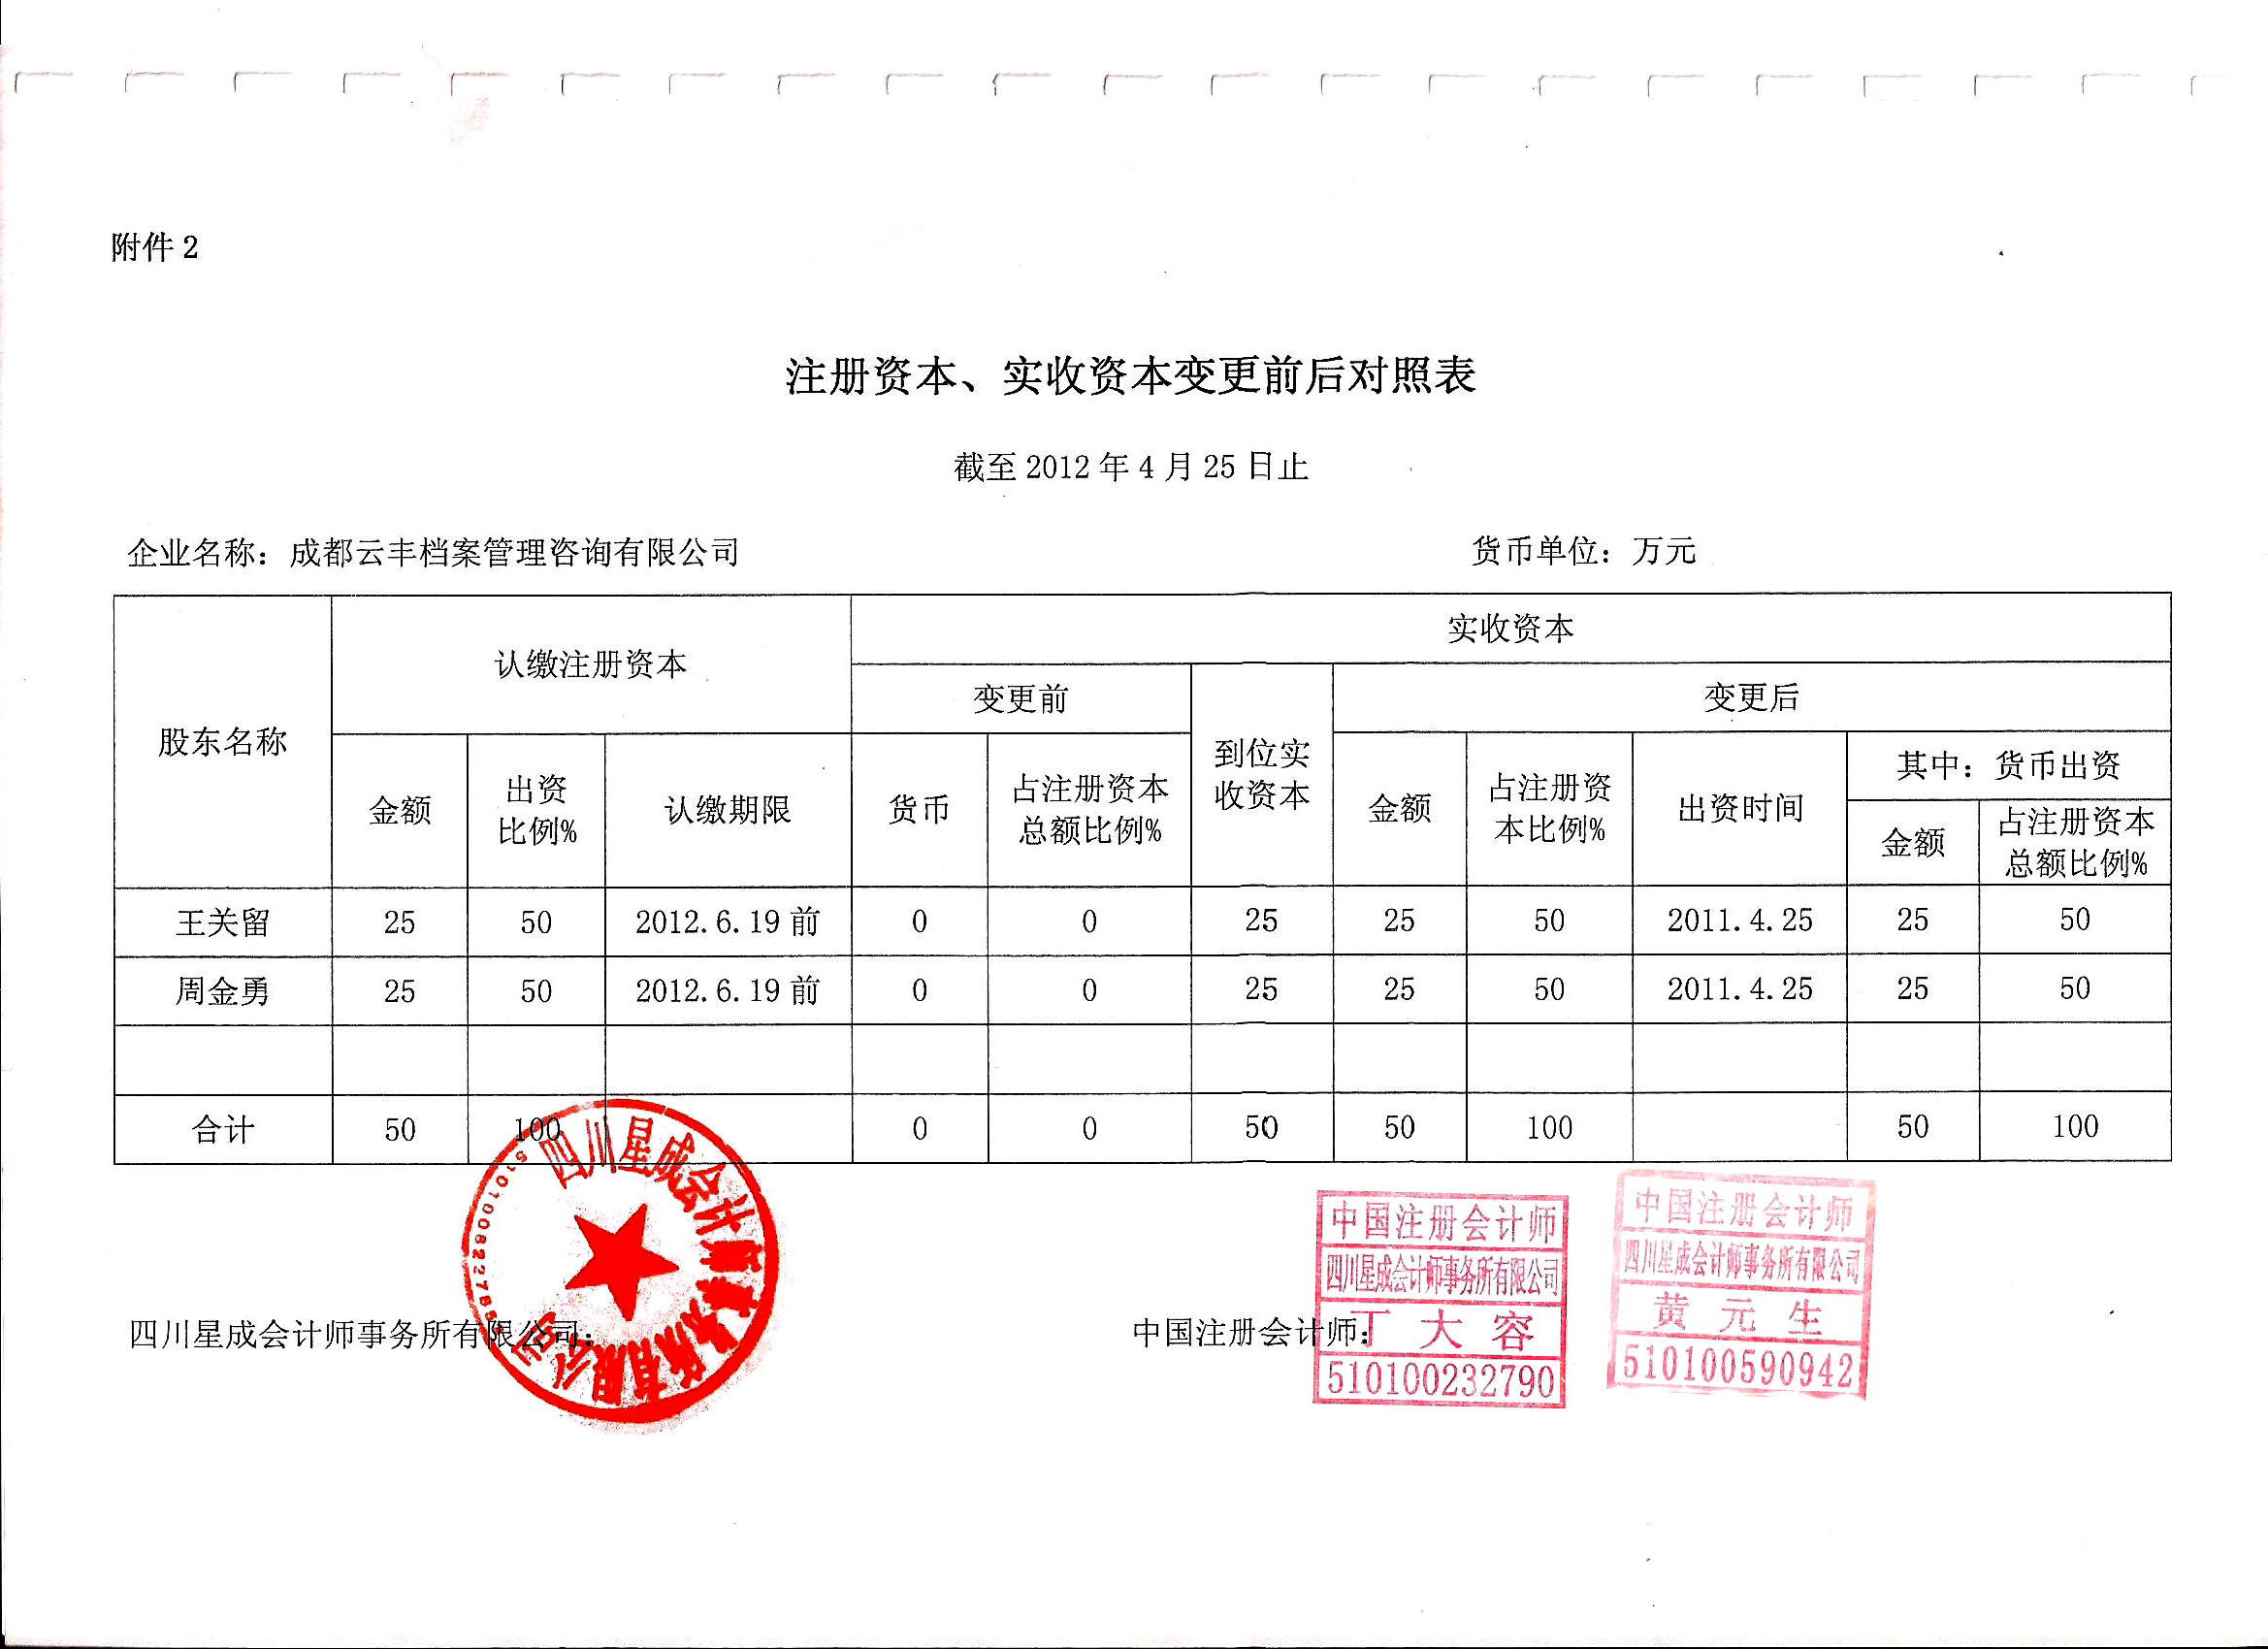 附件 2
注册资本、实收资本变更前后对照表
截至 2012 年 4 月 25 日止
企业名称：成都云丰档案管理咨询有限公司 货币单位：万元
股东名称 认缴注册资本 实收资本
变更前 到位实收资本 变更后
金额 出资比例% 认缴期限 货币 占注册资本总额比例% 金额 占注册资本比例% 出资时间 其中：货币出资
金额 占注册资本总额比例%
王关留 25 50 2012.6.19 前 0 0 25 25 50 2011.4.25 25 50
周金勇 25 50 2012.6.19 前 0 0 25 25 50 2011.4.25 25 50
合计 50 100 0 0 50 50 100 50 100
四川星成会计师事务所有限公司：
四川星成会计师事务所有限公司
中国注册会计师：
中国注册会计师
四川星成会计师事务所有限公司
丁大容
510100232790
中国注册会计师
四川星成会计师事务所有限公司
黄元生
510100590942